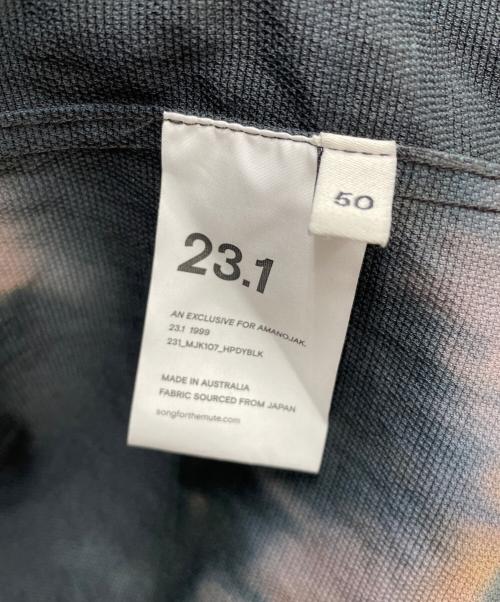 50
23.1
AN EXCLUSIVE FOR AMANOJAK.
23.1 1999
231_MJK107_HPDYBLK
MADE IN AUSTRALIA
FABRIC SOURCED FROM JAPAN
songforthemute.com